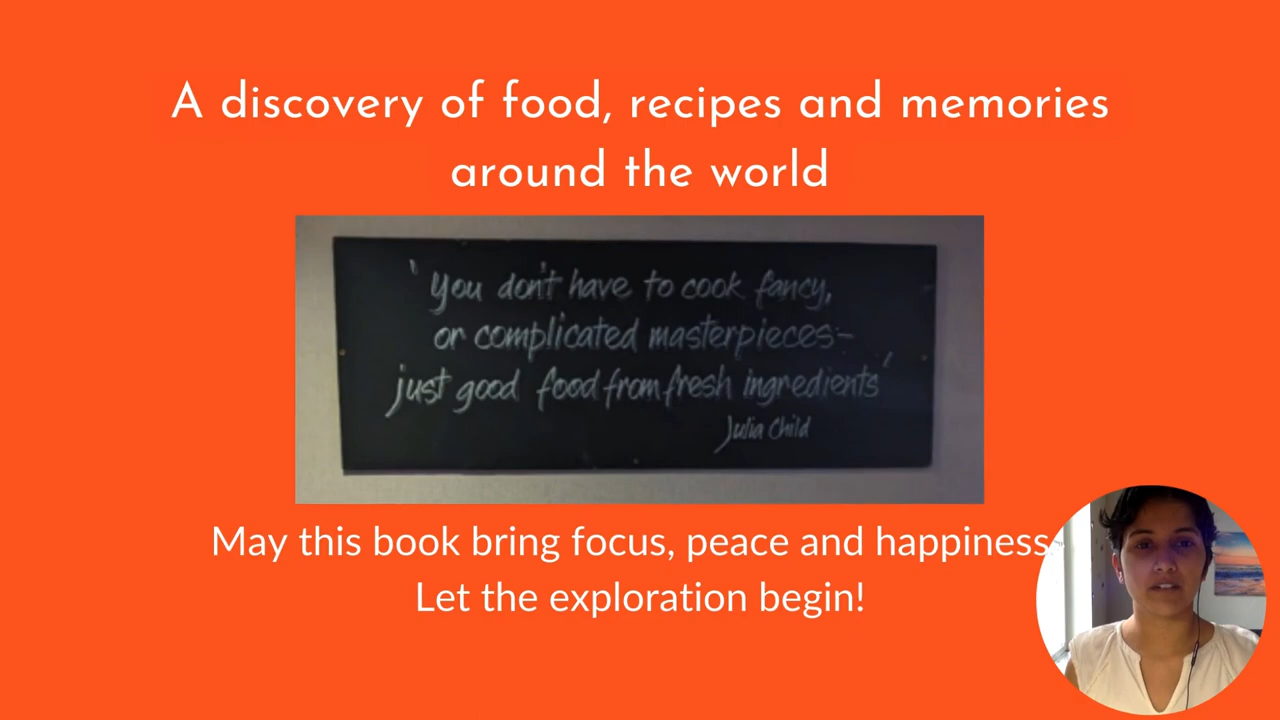 A discovery of food, recipes and memories
around the world
'You don't have to cook fancy,
or complicated masterpieces-
just good food from fresh ingredients'
Julia Child
May this book bring focus, peace and happiness.
Let the exploration begin!